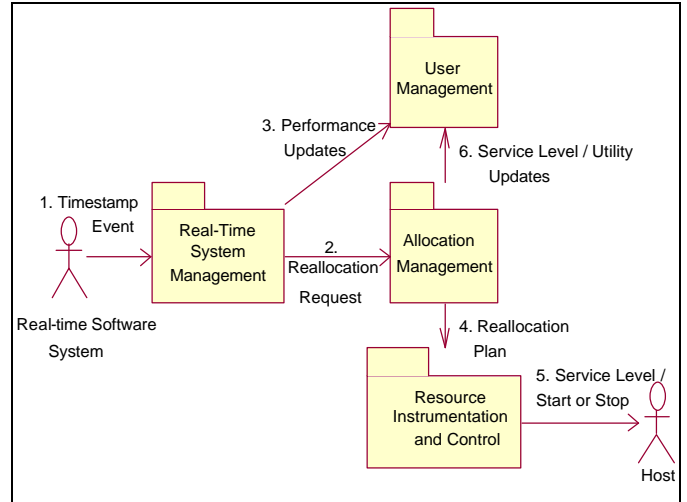 User
Management
3. Performance
Updates
6. Service Level / Utility
Updates
1. Timestamp
Event
Real-Time
System
Management
2.
Reallocation
Request
Allocation
Management
Real-time Software
System
4. Reallocation
Plan
Resource
Instrumentation
and Control
5. Service Level /
Start or Stop
Host